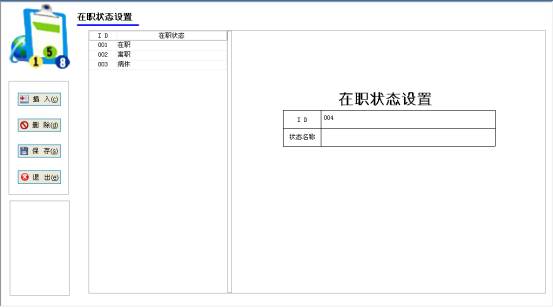 在职状态设置
1 5 8
插 入(c)
删 除(d)
保 存(s)
退 出(e)
I D 在职状态
001 在职
002 离职
003 病休
在职状态设置
I D 004
状态名称